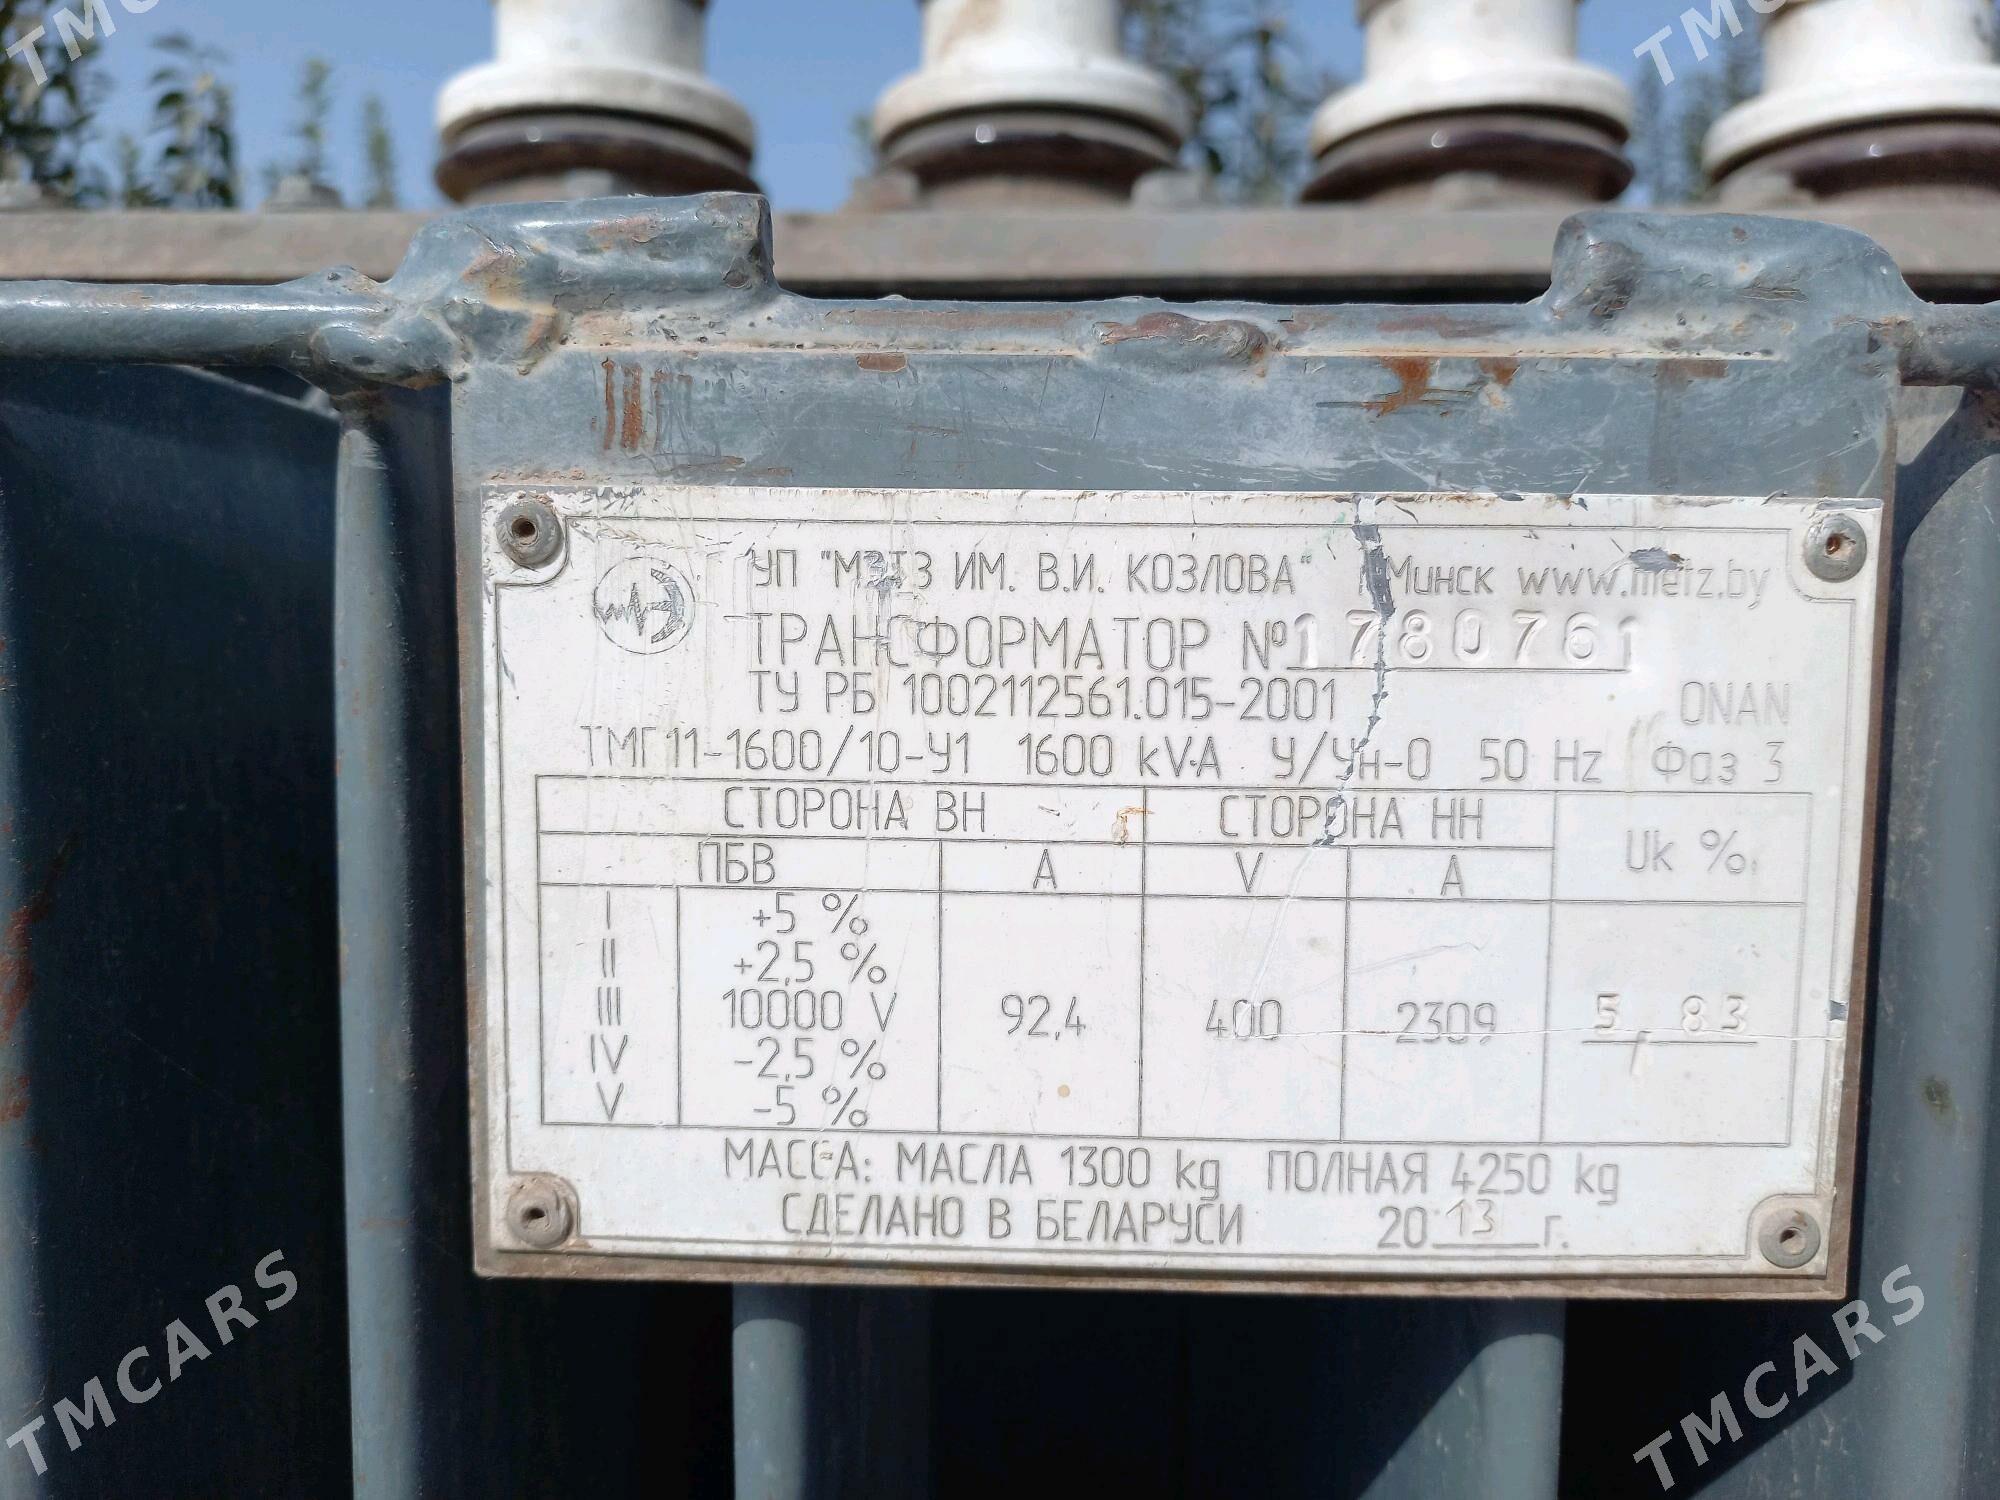 TMCARS
TMCARS
УП "МЭТЗ ИМ. В.И. КОЗЛОВА" г.Минск www.metz.by
ТРАНСФОРМАТОР №1780761
ТУ РБ 1002112561.015-2001 ONAN
ТМГ11-1600/10-У1 1600 kV·A У/Ун-0 50 Hz Фаз 3
СТОРОНА ВН СТОРОНА НН Uk %
ПБВ А V А
I +5 %
II +2,5 %
III 10000 V 92,4 400 2309 5,83
IV -2,5 %
V -5 %
МАССА: МАСЛА 1300 kg ПОЛНАЯ 4250 kg
СДЕЛАНО В БЕЛАРУСИ 2013г.
TMCARS
TMCARS